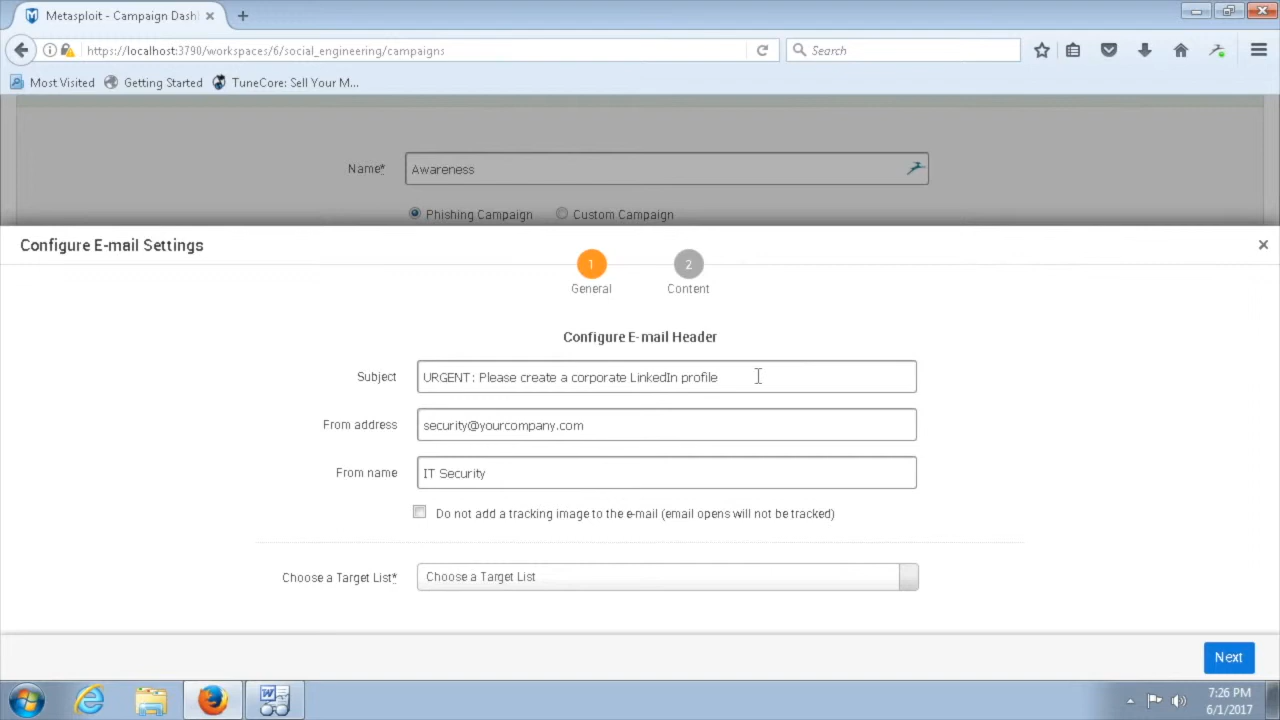 Metasploit - Campaign Dash
https://localhost:3790/workspaces/6/social_engineering/campaigns
Search
Most Visited
Getting Started
TuneCore: Sell Your M...
Name*
Awareness
Phishing Campaign
Custom Campaign
Configure E-mail Settings
1
2
General
Content
Configure E-mail Header
Subject
URGENT: Please create a corporate LinkedIn profile
From address
security@yourcompany.com
From name
IT Security
Do not add a tracking image to the e-mail (email opens will not be tracked)
Choose a Target List*
Choose a Target List
Next
7:26 PM
6/1/2017